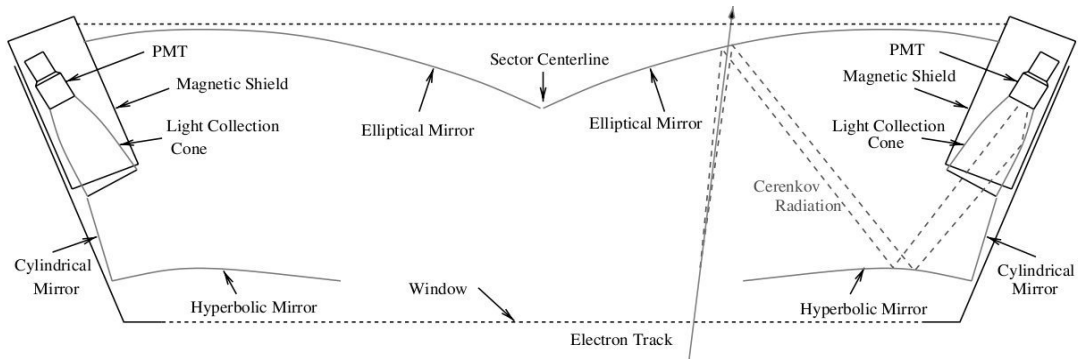 PMT
Magnetic Shield
Light Collection
Cone
Elliptical Mirror
Sector Centerline
Elliptical Mirror
PMT
Magnetic Shield
Light Collection
Cone
Cerenkov
Radiation
Cylindrical
Mirror
Hyperbolic Mirror
Window
Electron Track
Hyperbolic Mirror
Cylindrical
Mirror